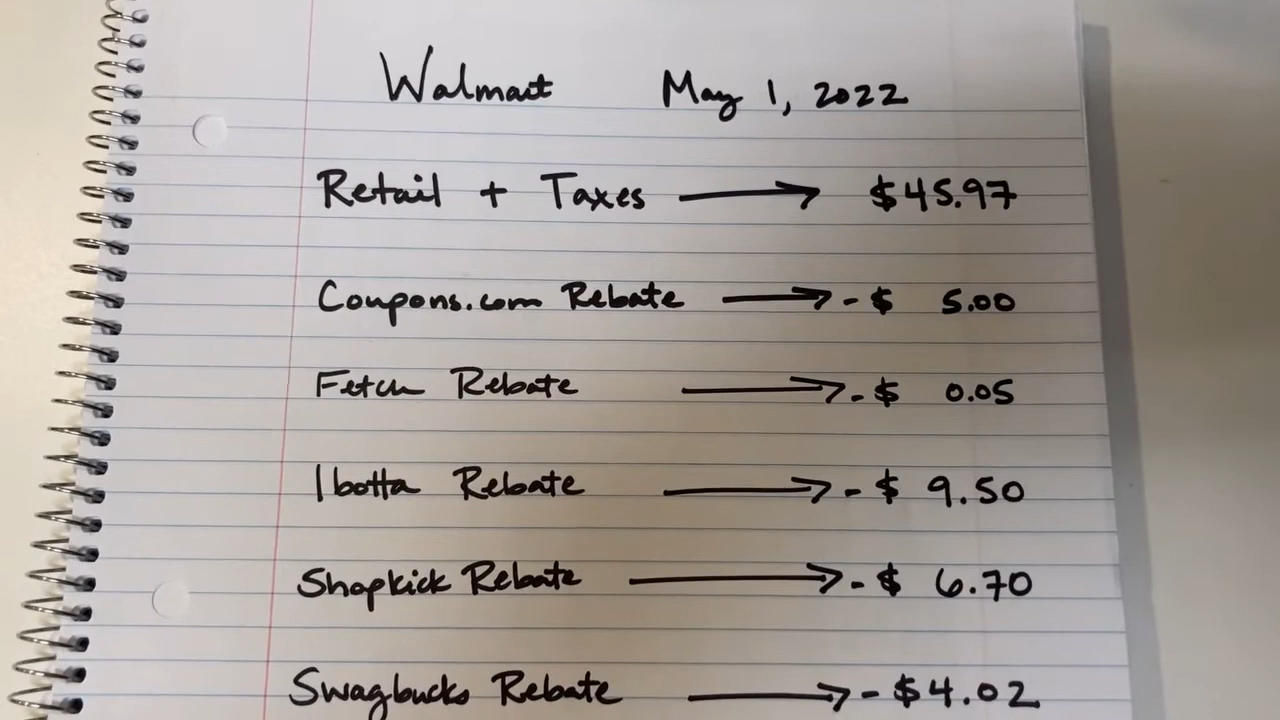 Walmart May 1, 2022
Retail + Taxes → $45.97
Coupons.com Rebate → - $ 5.00
Fetch Rebate → - $ 0.05
Ibotta Rebate → - $ 9.50
Shopkick Rebate → - $ 6.70
Swagbucks Rebate → - $4.02